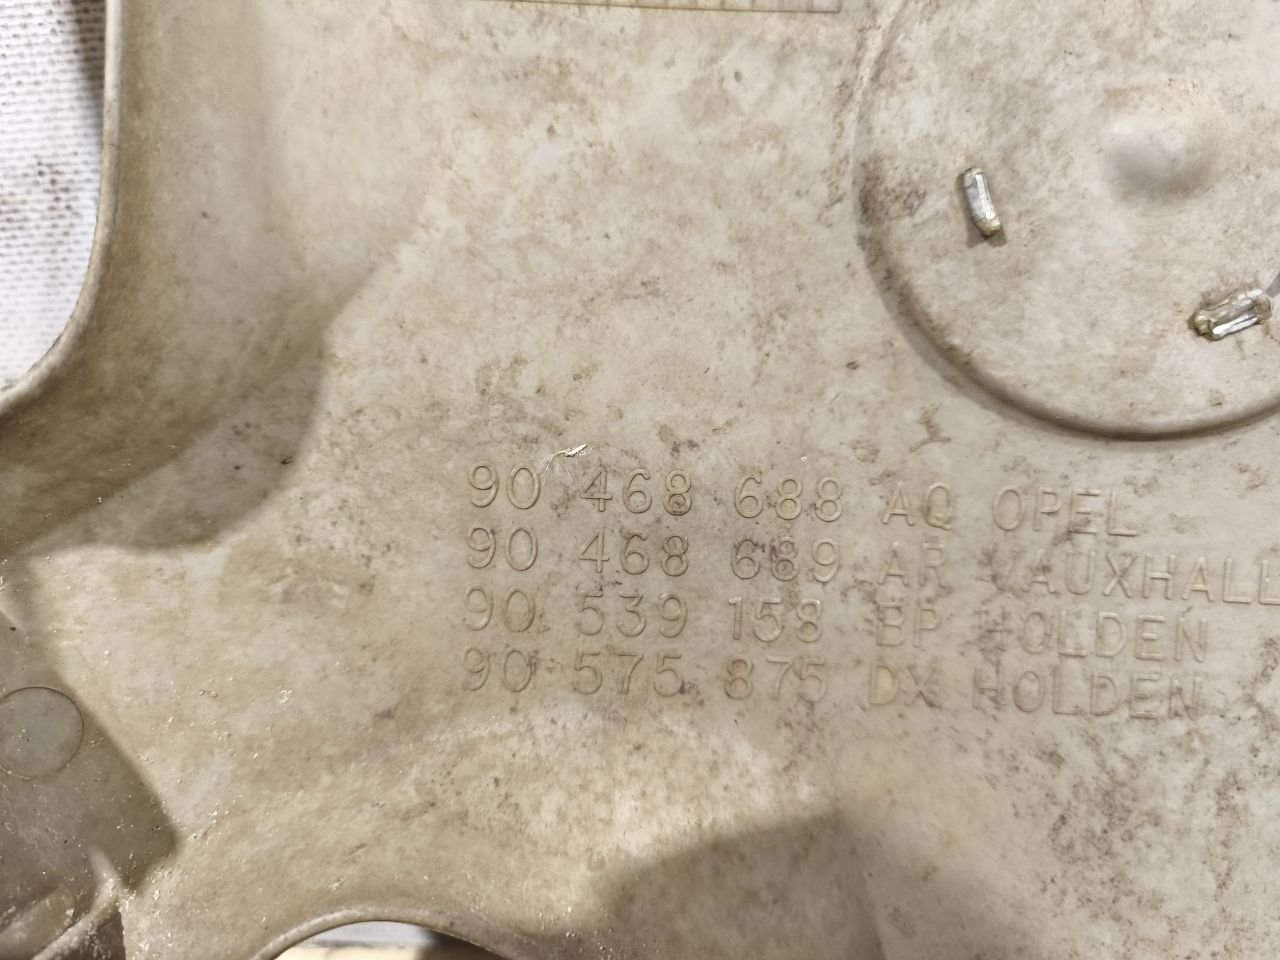 90 468 688 AQ OPEL
90 468 689 AR VAUXHALL
90 539 158 BP HOLDEN
90 575 875 DX HOLDEN